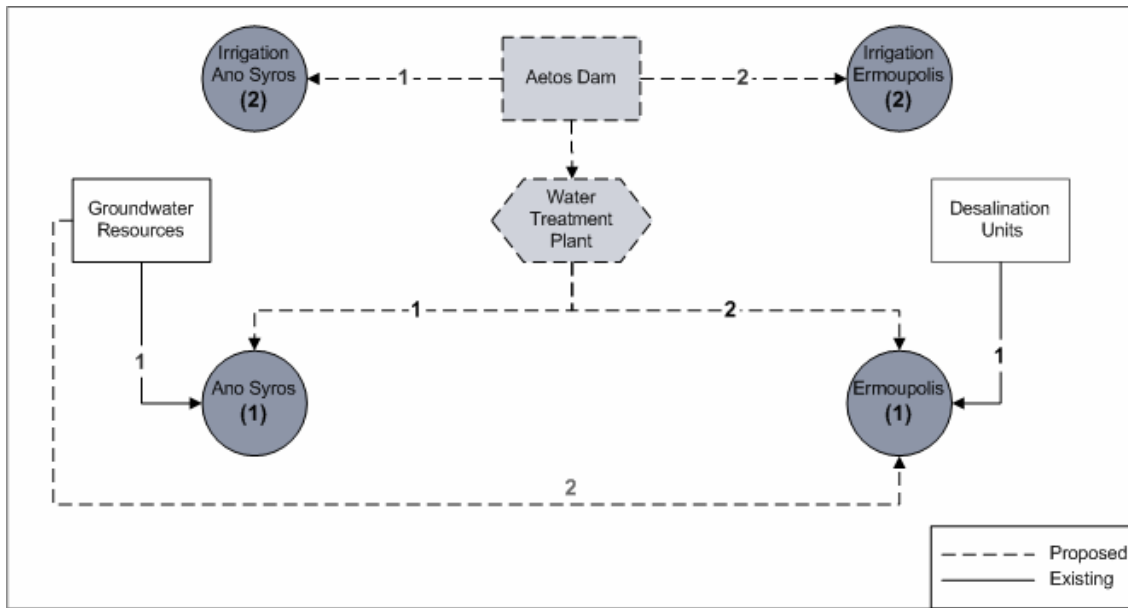 Irrigation
Ano Syros
(2)
1
Aetos Dam
2
Irrigation
Ermoupolis
(2)
Groundwater
Resources
Water
Treatment
Plant
Desalination
Units
1
2
1
1
Ano Syros
(1)
Ermoupolis
(1)
2
Proposed
Existing